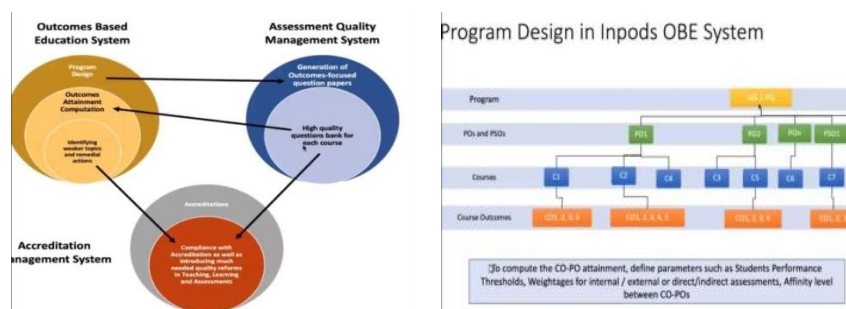 Outcomes Based
Education System
Program
Design
Outcomes
Attainment
Computation
Identifying
weaker topics
and remedial
actions
Assessment Quality
Management System
Generation of
Outcomes-focused
question papers
High quality
questions bank for
each course
Accreditation
nagement System
Accreditations
Compliance with
Accreditation as well as
introducing much
needed quality reforms
in Teaching, Learning
and Assessments
Program Design in Inpods OBE System
Program
UG / PG
POs and PSOs
PO1
PO2
POn
PSO1
Courses
C1
C2
C4
C3
C5
C6
C7
Course Outcomes
CO1, 2, 3, 4
CO1, 2, 3, 4, 5
CO1, 2, 3, 4
To compute the CO-PO attainment, define parameters such as Students Performance
Thresholds, Weightages for internal / external or direct/indirect assessments, Affinity level
between CO-POs